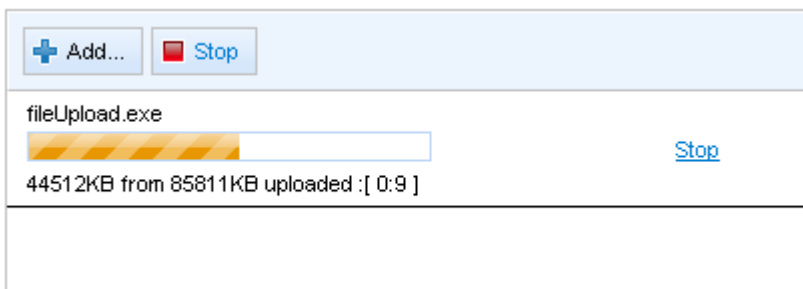 Add... Stop
fileUpload.exe
Stop
44512KB from 85811KB uploaded :[ 0:9 ]